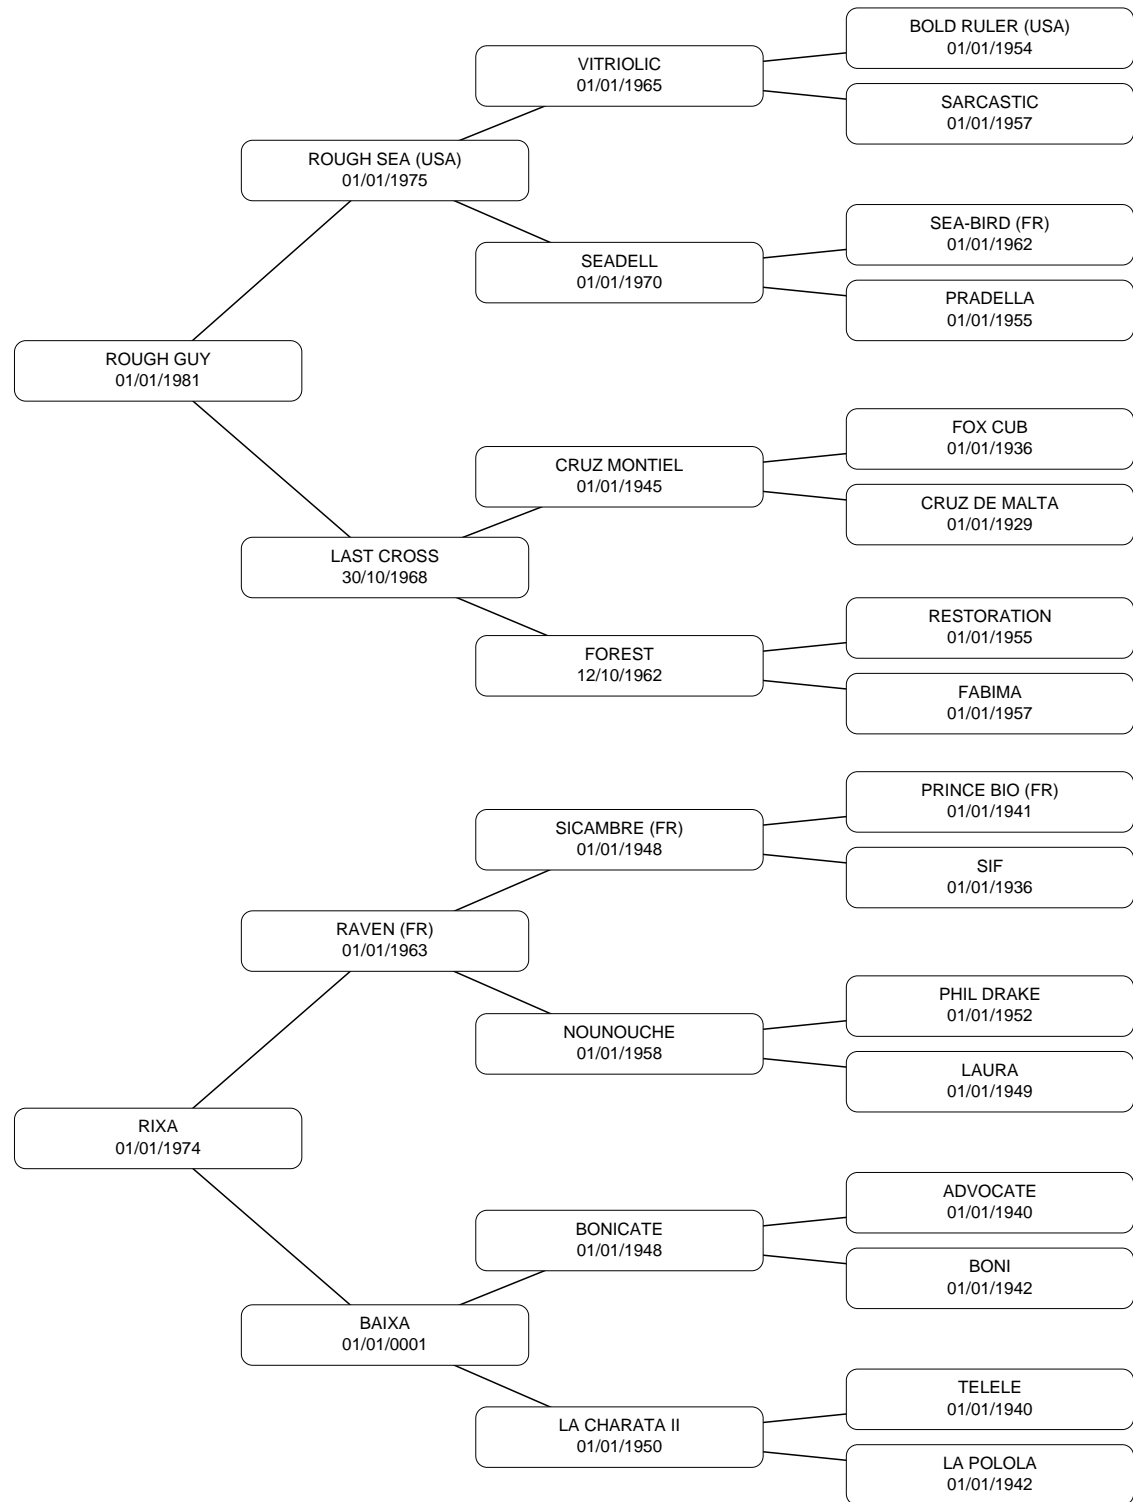 BOLD RULER (USA)
01/01/1954
VITRIOLIC
01/01/1965
SARCASTIC
01/01/1957
ROUGH SEA (USA)
01/01/1975
SEA-BIRD (FR)
01/01/1962
SEADELL
01/01/1970
PRADELLA
01/01/1955
ROUGH GUY
01/01/1981
FOX CUB
01/01/1936
CRUZ MONTIEL
01/01/1945
CRUZ DE MALTA
01/01/1929
LAST CROSS
30/10/1968
RESTORATION
01/01/1955
FOREST
12/10/1962
FABIMA
01/01/1957
PRINCE BIO (FR)
01/01/1941
SICAMBRE (FR)
01/01/1948
SIF
01/01/1936
RAVEN (FR)
01/01/1963
PHIL DRAKE
01/01/1952
NOUNOUCHE
01/01/1958
LAURA
01/01/1949
RIXA
01/01/1974
ADVOCATE
01/01/1940
BONICATE
01/01/1948
BONI
01/01/1942
BAIXA
01/01/0001
TELELE
01/01/1940
LA CHARATA II
01/01/1950
LA POLOLA
01/01/1942